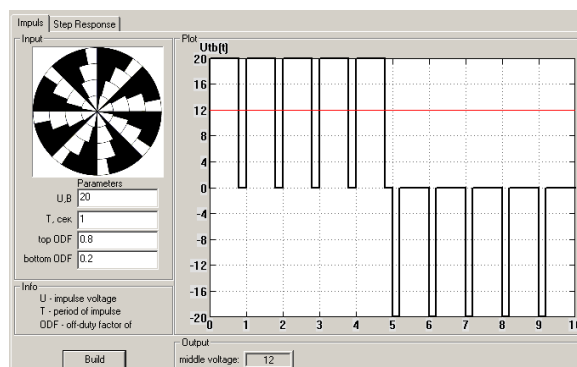 Impuls
Step Response
Input
Parameters
U,В 20
T, сек 1
top ODF 0.8
bottom ODF 0.2
Info
U - impulse voltage
T - period of impulse
ODF - off-duty factor of
Build
Plot
Utb(t)
20
16
12
8
4
0
-4
-8
-12
-16
-20
0 1 2 3 4 5 6 7 8 9 10
Output
middle voltage: 12